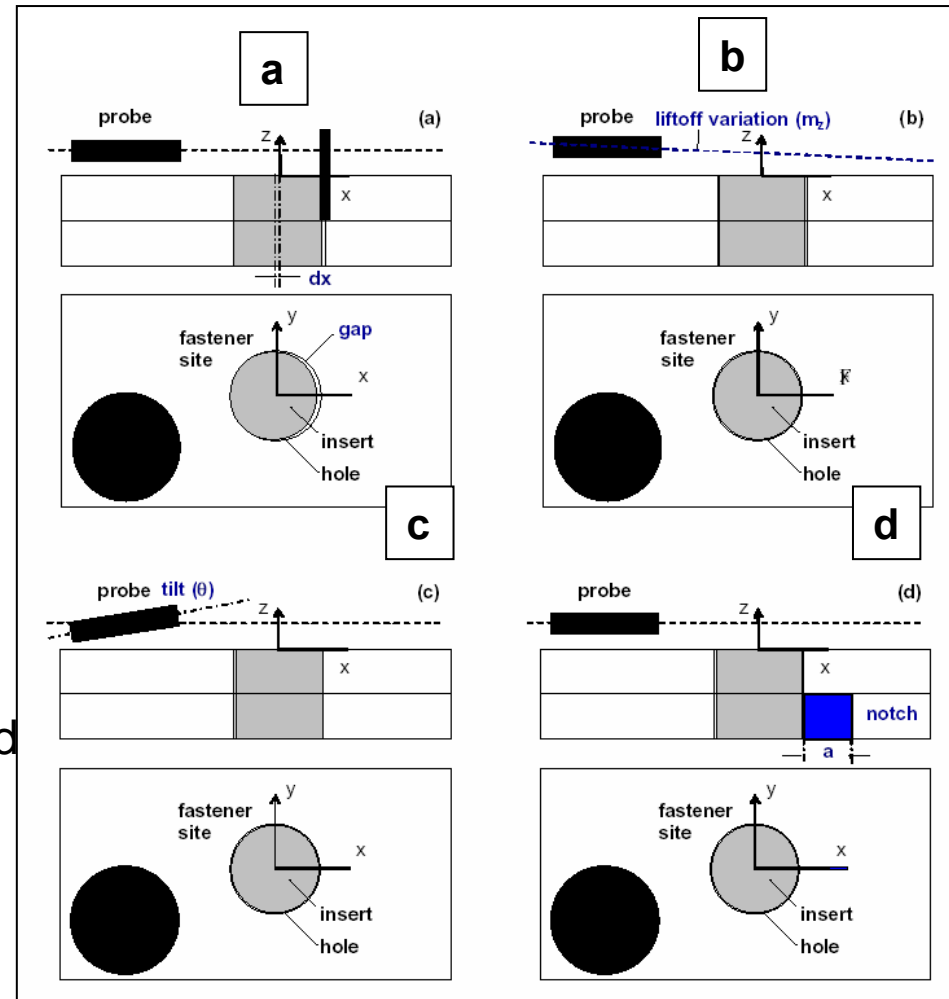 a
probe
(a)
z
x
dx
y
fastener
site
gap
x
insert
hole
b
probe
liftoff variation (mz)
(b)
z
x
y
fastener
site
insert
hole
c
probe tilt (θ)
(c)
z
x
d
y
fastener
site
x
insert
hole
d
probe
(d)
z
x
notch
a
y
fastener
site
x
insert
hole